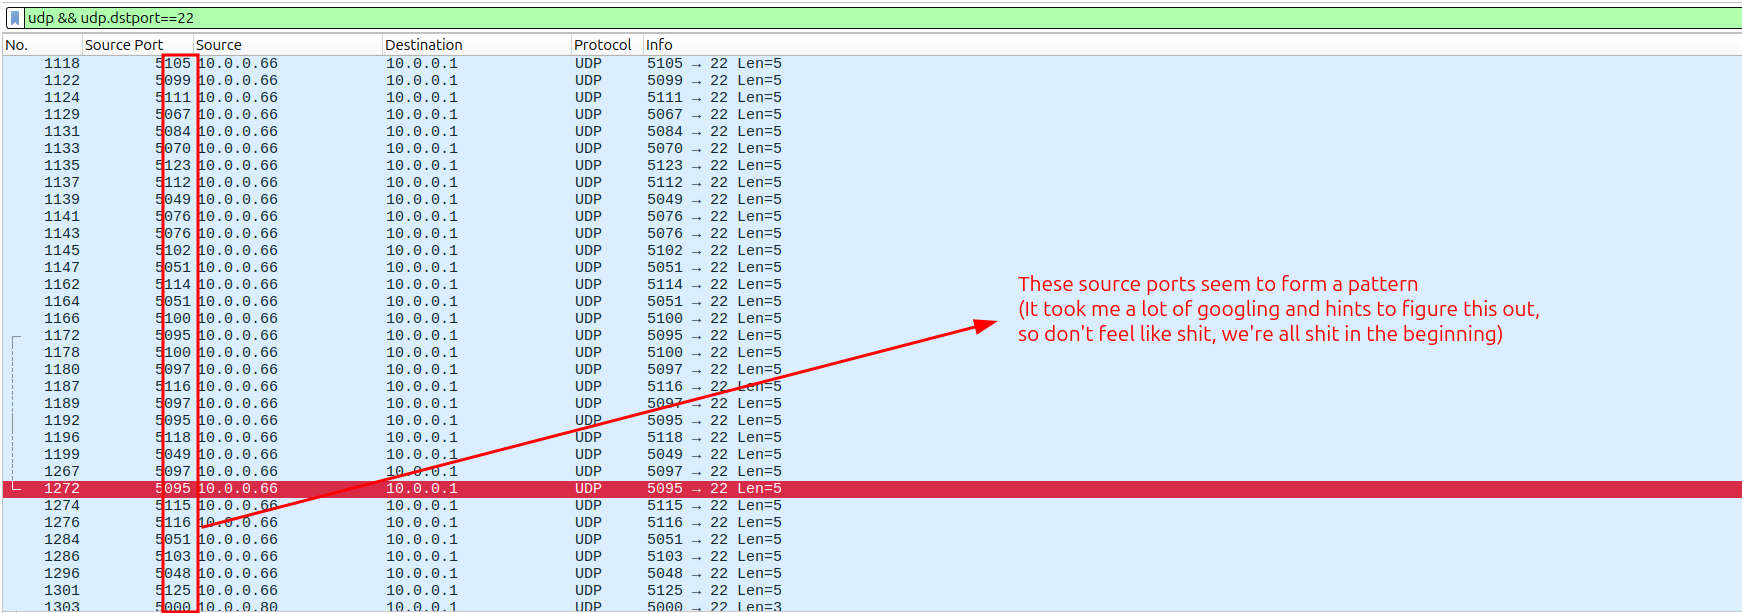 udp && udp.dstport==22
No. Source Port Source Destination Protocol Info
1118 5105 10.0.0.66 10.0.0.1 UDP 5105 → 22 Len=5
1122 5099 10.0.0.66 10.0.0.1 UDP 5099 → 22 Len=5
1124 5111 10.0.0.66 10.0.0.1 UDP 5111 → 22 Len=5
1129 5067 10.0.0.66 10.0.0.1 UDP 5067 → 22 Len=5
1131 5084 10.0.0.66 10.0.0.1 UDP 5084 → 22 Len=5
1133 5070 10.0.0.66 10.0.0.1 UDP 5070 → 22 Len=5
1135 5123 10.0.0.66 10.0.0.1 UDP 5123 → 22 Len=5
1137 5112 10.0.0.66 10.0.0.1 UDP 5112 → 22 Len=5
1139 5049 10.0.0.66 10.0.0.1 UDP 5049 → 22 Len=5
1141 5076 10.0.0.66 10.0.0.1 UDP 5076 → 22 Len=5
1143 5076 10.0.0.66 10.0.0.1 UDP 5076 → 22 Len=5
1145 5102 10.0.0.66 10.0.0.1 UDP 5102 → 22 Len=5
1147 5051 10.0.0.66 10.0.0.1 UDP 5051 → 22 Len=5
1162 5114 10.0.0.66 10.0.0.1 UDP 5114 → 22 Len=5
1164 5051 10.0.0.66 10.0.0.1 UDP 5051 → 22 Len=5
1166 5100 10.0.0.66 10.0.0.1 UDP 5100 → 22 Len=5
1172 5095 10.0.0.66 10.0.0.1 UDP 5095 → 22 Len=5
1178 5100 10.0.0.66 10.0.0.1 UDP 5100 → 22 Len=5
1180 5097 10.0.0.66 10.0.0.1 UDP 5097 → 22 Len=5
1187 5116 10.0.0.66 10.0.0.1 UDP 5116 → 22 Len=5
1189 5097 10.0.0.66 10.0.0.1 UDP 5097 → 22 Len=5
1192 5095 10.0.0.66 10.0.0.1 UDP 5095 → 22 Len=5
1196 5118 10.0.0.66 10.0.0.1 UDP 5118 → 22 Len=5
1199 5049 10.0.0.66 10.0.0.1 UDP 5049 → 22 Len=5
1267 5097 10.0.0.66 10.0.0.1 UDP 5097 → 22 Len=5
1272 5095 10.0.0.66 10.0.0.1 UDP 5095 → 22 Len=5
1274 5115 10.0.0.66 10.0.0.1 UDP 5115 → 22 Len=5
1276 5116 10.0.0.66 10.0.0.1 UDP 5116 → 22 Len=5
1284 5051 10.0.0.66 10.0.0.1 UDP 5051 → 22 Len=5
1286 5103 10.0.0.66 10.0.0.1 UDP 5103 → 22 Len=5
1296 5048 10.0.0.66 10.0.0.1 UDP 5048 → 22 Len=5
1301 5125 10.0.0.66 10.0.0.1 UDP 5125 → 22 Len=5
1303 5000 10.0.0.80 10.0.0.1 UDP 5000 → 22 Len=3
These source ports seem to form a pattern
(It took me a lot of googling and hints to figure this out,
so don't feel like shit, we're all shit in the beginning)